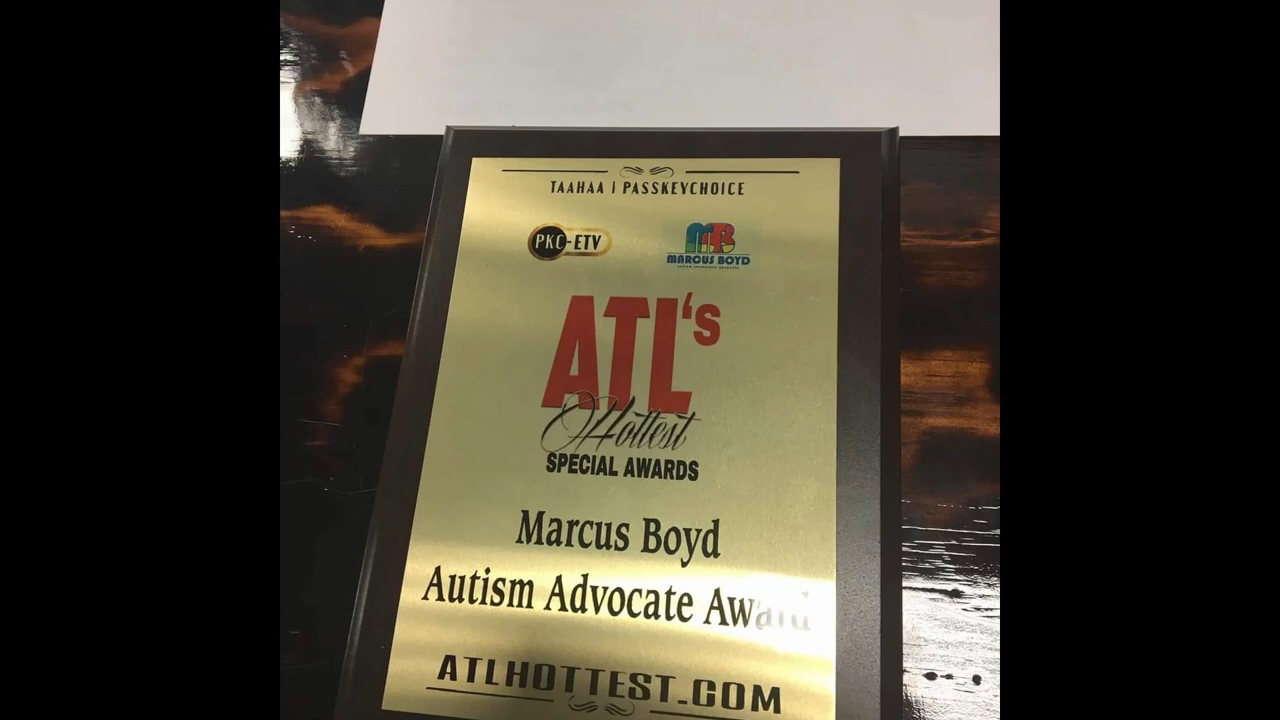 TAAHAA | PASSKEYCHOICE
PKC-ETV
MB
MARCUS BOYD
ATL's
Hottest
SPECIAL AWARDS
Marcus Boyd
Autism Advocate Award
ATLHOTTEST.COM